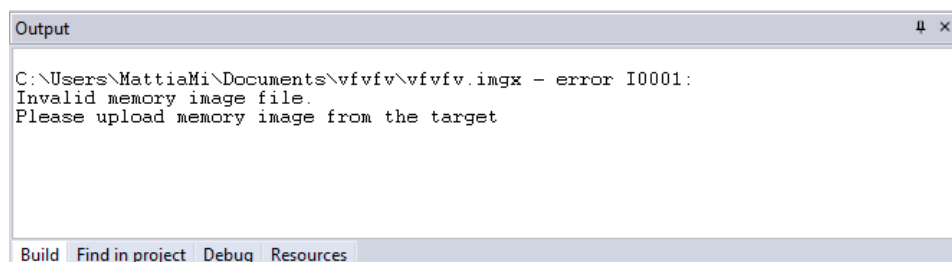 Output
C:\Users\MattiaMi\Documents\vfvfv\vfvfv.imgx – error I0001:
Invalid memory image file.
Please upload memory image from the target
Build Find in project Debug Resources